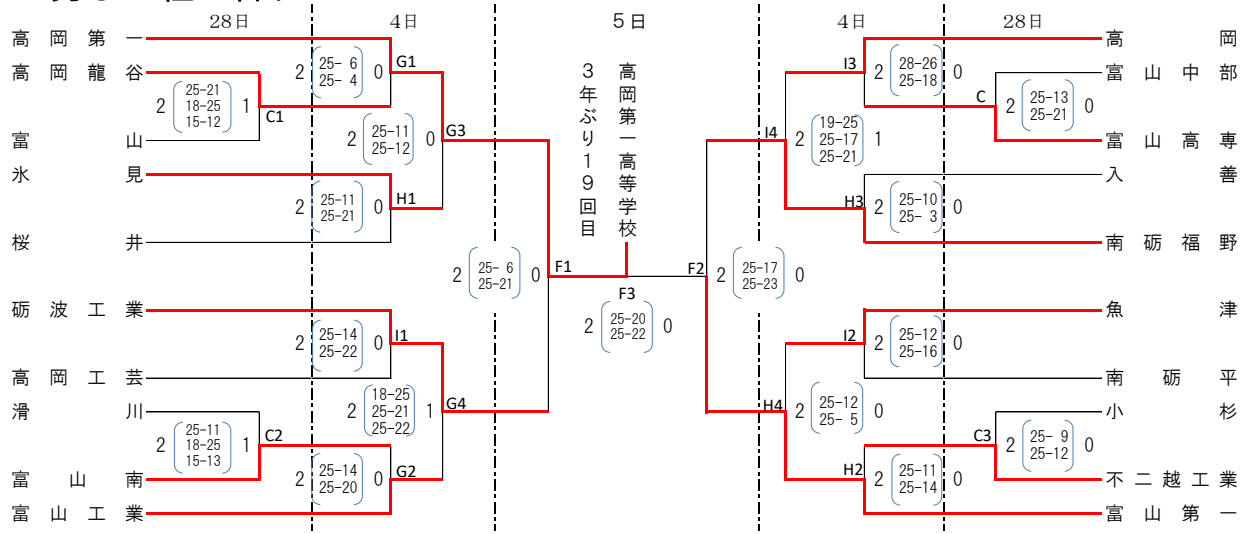 28日 4日 5日 4日 28日
高岡第一
高岡龍谷
富山
氷見
桜井
砺波工業
高岡工芸
滑川
富山南
富山工業
2 25-21 18-25 15-12 1
C1
2 25-11 18-25 15-13 1
C2
2 25- 6 25- 4 0
G1
2 25-11 25-21 0
H1
2 25-14 25-22 0
I1
2 25-14 25-20 0
G2
2 25-11 25-12 0
G3
2 18-25 25-21 25-22 1
G4
2 25- 6 25-21 0
F1
高岡第一高等学校
3年ぶり19回目
F3
2 25-20 25-22 0
F2
2 25-17 25-23 0
I4
2 19-25 25-17 25-21 1
H4
2 25-12 25- 5 0
I3
2 28-26 25-18 0
H3
2 25-10 25- 3 0
I2
2 25-12 25-16 0
H2
2 25-11 25-14 0
C
2 25-13 25-21 0
C3
2 25- 9 25-12 0
高岡
富山中部
富山高専
入善
南砺福野
魚津
南砺平
小杉
不二越工業
富山第一